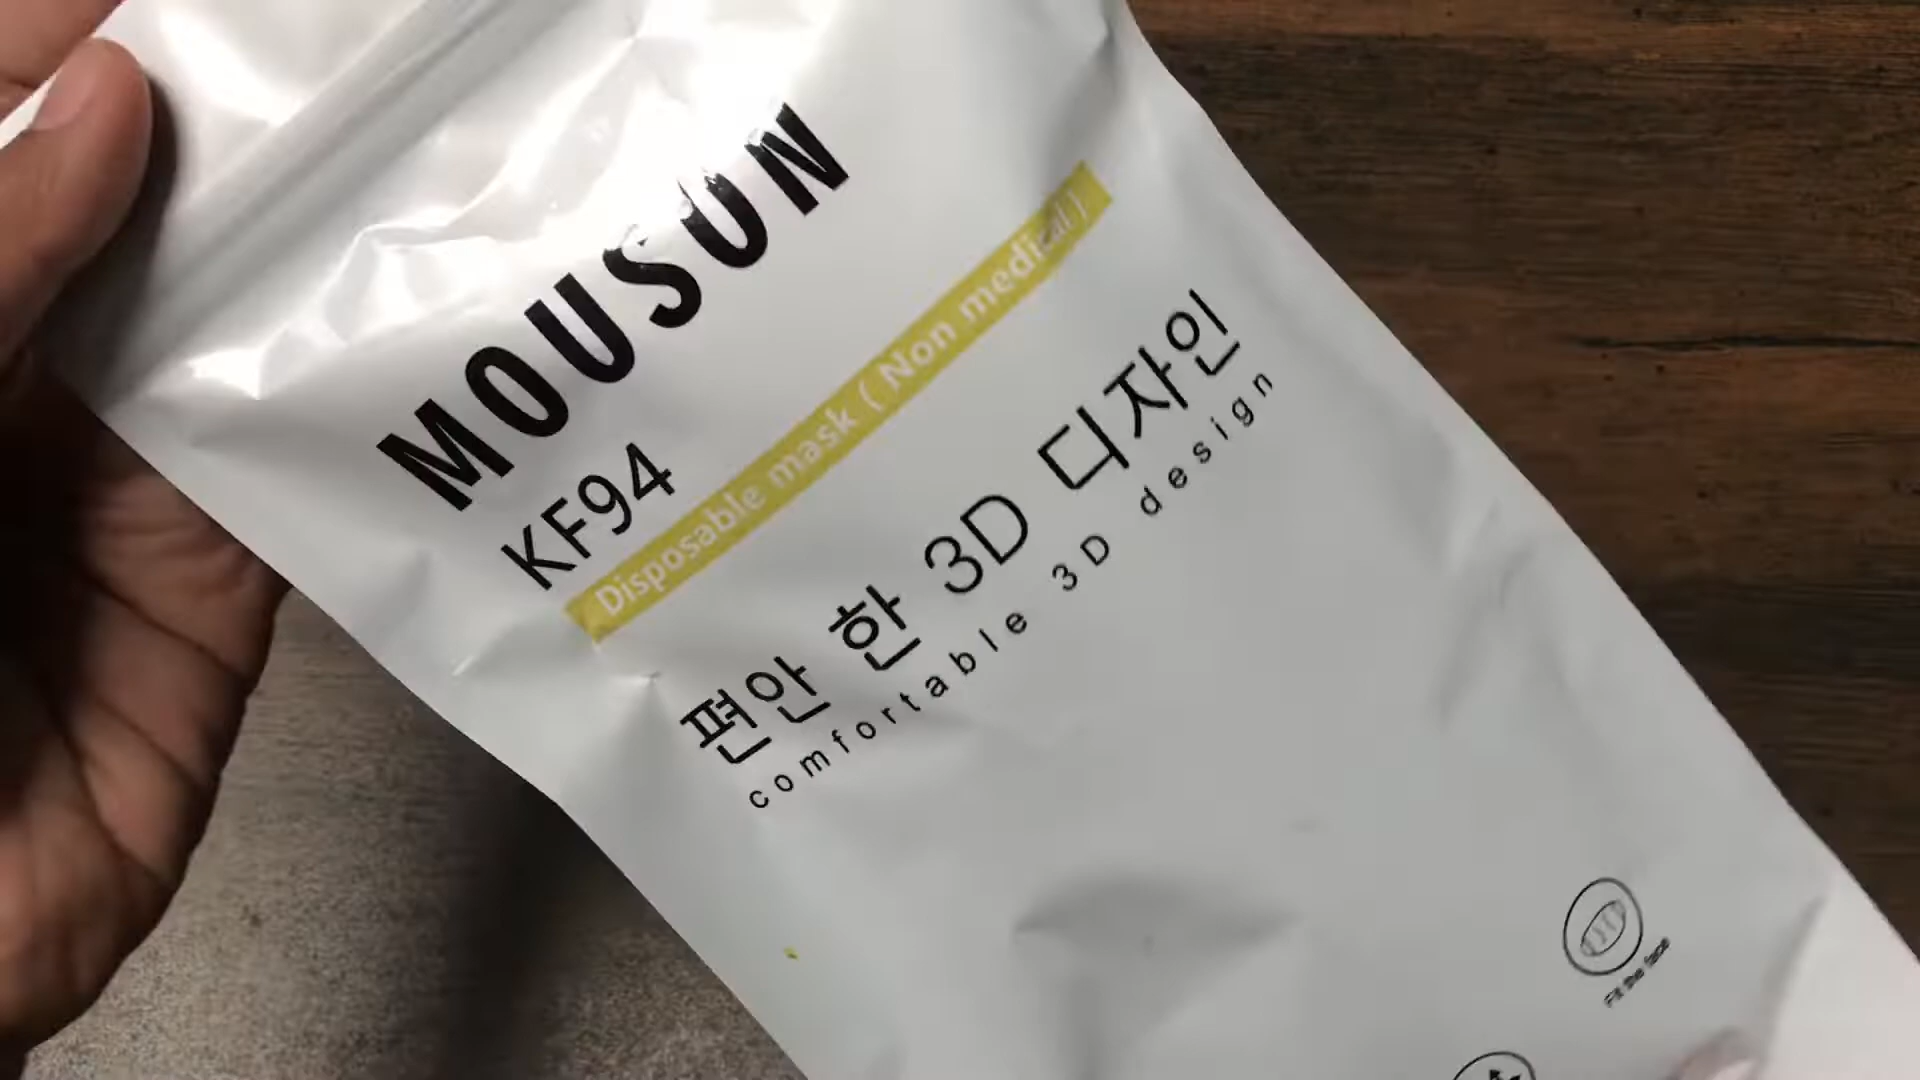 MOUSON
KF94
Disposable mask ( Non medical )
편안 한 3D 디자인
comfortable 3D design
Fit the face